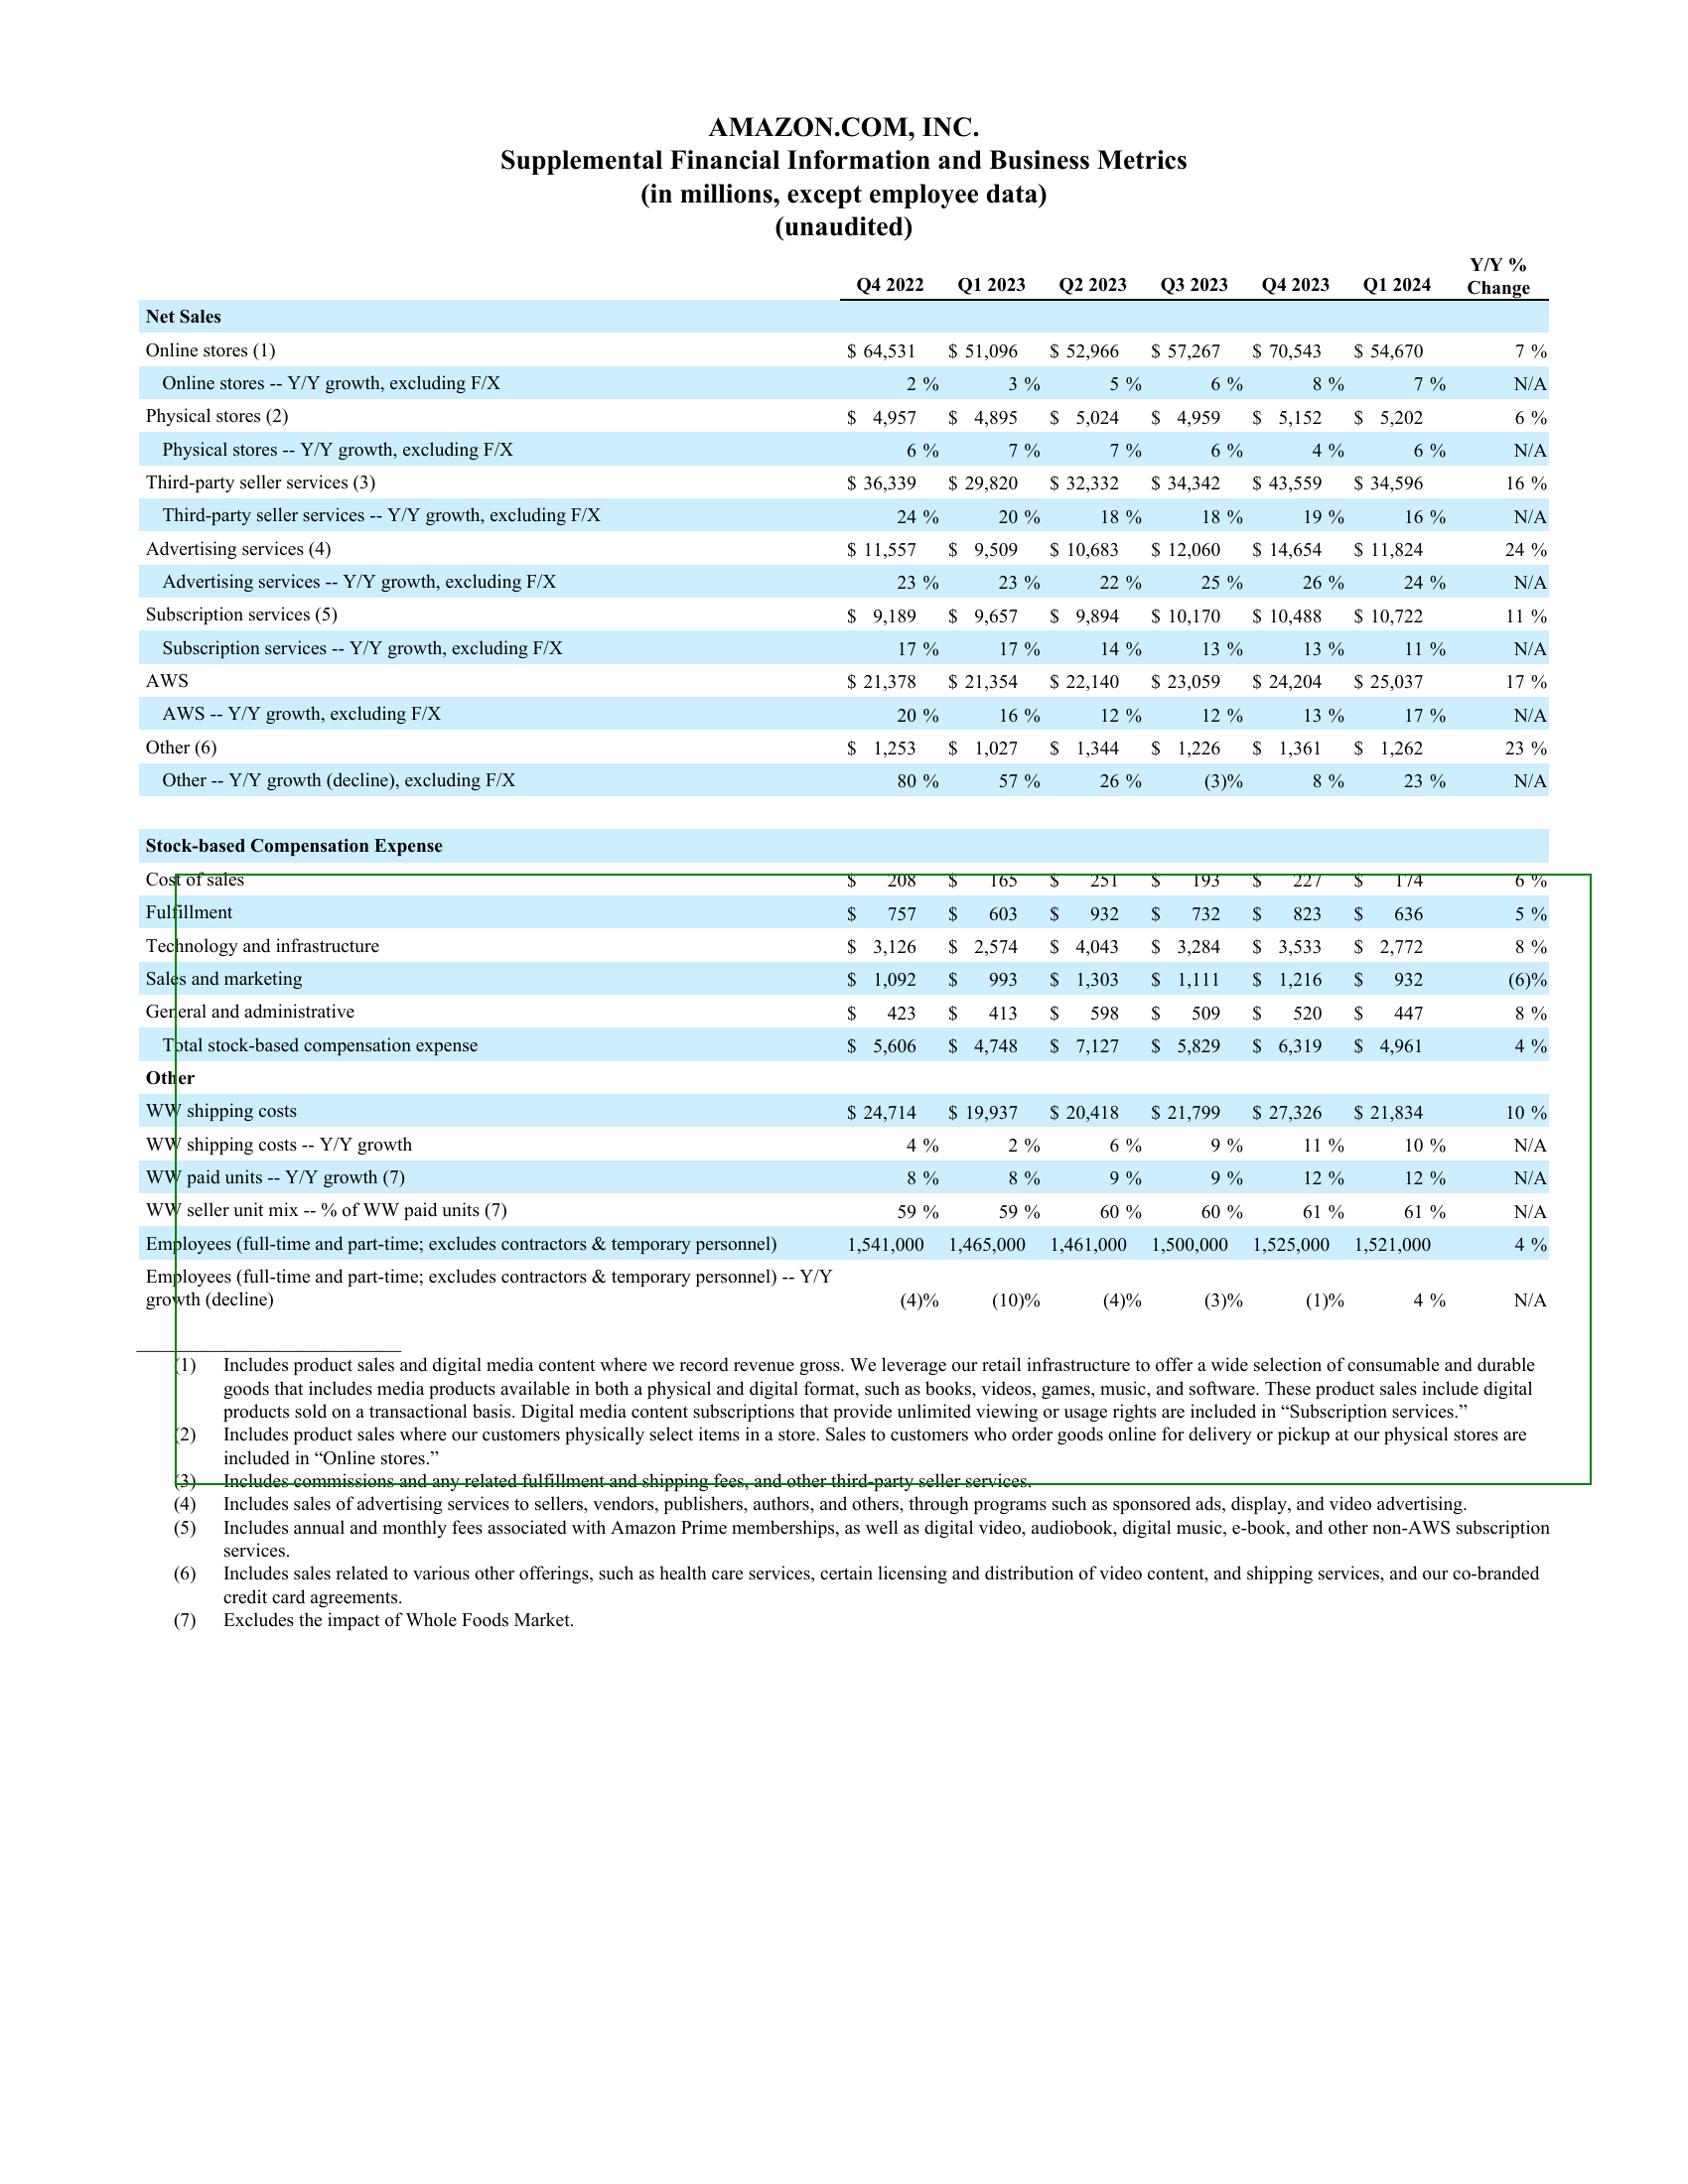 AMAZON.COM, INC.
Supplemental Financial Information and Business Metrics
(in millions, except employee data)
(unaudited)
Q4 2022 Q1 2023 Q2 2023 Q3 2023 Q4 2023 Q1 2024 Y/Y % Change
Net Sales
Online stores (1) $ 64,531 $ 51,096 $ 52,966 $ 57,267 $ 70,543 $ 54,670 7 %
Online stores -- Y/Y growth, excluding F/X 2 % 3 % 5 % 6 % 8 % 7 % N/A
Physical stores (2) $ 4,957 $ 4,895 $ 5,024 $ 4,959 $ 5,152 $ 5,202 6 %
Physical stores -- Y/Y growth, excluding F/X 6 % 7 % 7 % 6 % 4 % 6 % N/A
Third-party seller services (3) $ 36,339 $ 29,820 $ 32,332 $ 34,342 $ 43,559 $ 34,596 16 %
Third-party seller services -- Y/Y growth, excluding F/X 24 % 20 % 18 % 18 % 19 % 16 % N/A
Advertising services (4) $ 11,557 $ 9,509 $ 10,683 $ 12,060 $ 14,654 $ 11,824 24 %
Advertising services -- Y/Y growth, excluding F/X 23 % 23 % 22 % 25 % 26 % 24 % N/A
Subscription services (5) $ 9,189 $ 9,657 $ 9,894 $ 10,170 $ 10,488 $ 10,722 11 %
Subscription services -- Y/Y growth, excluding F/X 17 % 17 % 14 % 13 % 13 % 11 % N/A
AWS $ 21,378 $ 21,354 $ 22,140 $ 23,059 $ 24,204 $ 25,037 17 %
AWS -- Y/Y growth, excluding F/X 20 % 16 % 12 % 12 % 13 % 17 % N/A
Other (6) $ 1,253 $ 1,027 $ 1,344 $ 1,226 $ 1,361 $ 1,262 23 %
Other -- Y/Y growth (decline), excluding F/X 80 % 57 % 26 % (3)% 8 % 23 % N/A
Stock-based Compensation Expense
Cost of sales $ 208 $ 165 $ 251 $ 193 $ 227 $ 174 6 %
Fulfillment $ 757 $ 603 $ 932 $ 732 $ 823 $ 636 5 %
Technology and infrastructure $ 3,126 $ 2,574 $ 4,043 $ 3,284 $ 3,533 $ 2,772 8 %
Sales and marketing $ 1,092 $ 993 $ 1,303 $ 1,111 $ 1,216 $ 932 (6)%
General and administrative $ 423 $ 413 $ 598 $ 509 $ 520 $ 447 8 %
Total stock-based compensation expense $ 5,606 $ 4,748 $ 7,127 $ 5,829 $ 6,319 $ 4,961 4 %
Other
WW shipping costs $ 24,714 $ 19,937 $ 20,418 $ 21,799 $ 27,326 $ 21,834 10 %
WW shipping costs -- Y/Y growth 4 % 2 % 6 % 9 % 11 % 10 % N/A
WW paid units -- Y/Y growth (7) 8 % 8 % 9 % 9 % 12 % 12 % N/A
WW seller unit mix -- % of WW paid units (7) 59 % 59 % 60 % 60 % 61 % 61 % N/A
Employees (full-time and part-time; excludes contractors & temporary personnel) 1,541,000 1,465,000 1,461,000 1,500,000 1,525,000 1,521,000 4 %
Employees (full-time and part-time; excludes contractors & temporary personnel) -- Y/Y
growth (decline) (4)% (10)% (4)% (3)% (1)% 4 % N/A
(1) Includes product sales and digital media content where we record revenue gross. We leverage our retail infrastructure to offer a wide selection of consumable and durable
goods that includes media products available in both a physical and digital format, such as books, videos, games, music, and software. These product sales include digital
products sold on a transactional basis. Digital media content subscriptions that provide unlimited viewing or usage rights are included in “Subscription services.”
(2) Includes product sales where our customers physically select items in a store. Sales to customers who order goods online for delivery or pickup at our physical stores are
included in “Online stores.”
(3) Includes commissions and any related fulfillment and shipping fees, and other third-party seller services.
(4) Includes sales of advertising services to sellers, vendors, publishers, authors, and others, through programs such as sponsored ads, display, and video advertising.
(5) Includes annual and monthly fees associated with Amazon Prime memberships, as well as digital video, audiobook, digital music, e-book, and other non-AWS subscription
services.
(6) Includes sales related to various other offerings, such as health care services, certain licensing and distribution of video content, and shipping services, and our co-branded
credit card agreements.
(7) Excludes the impact of Whole Foods Market.